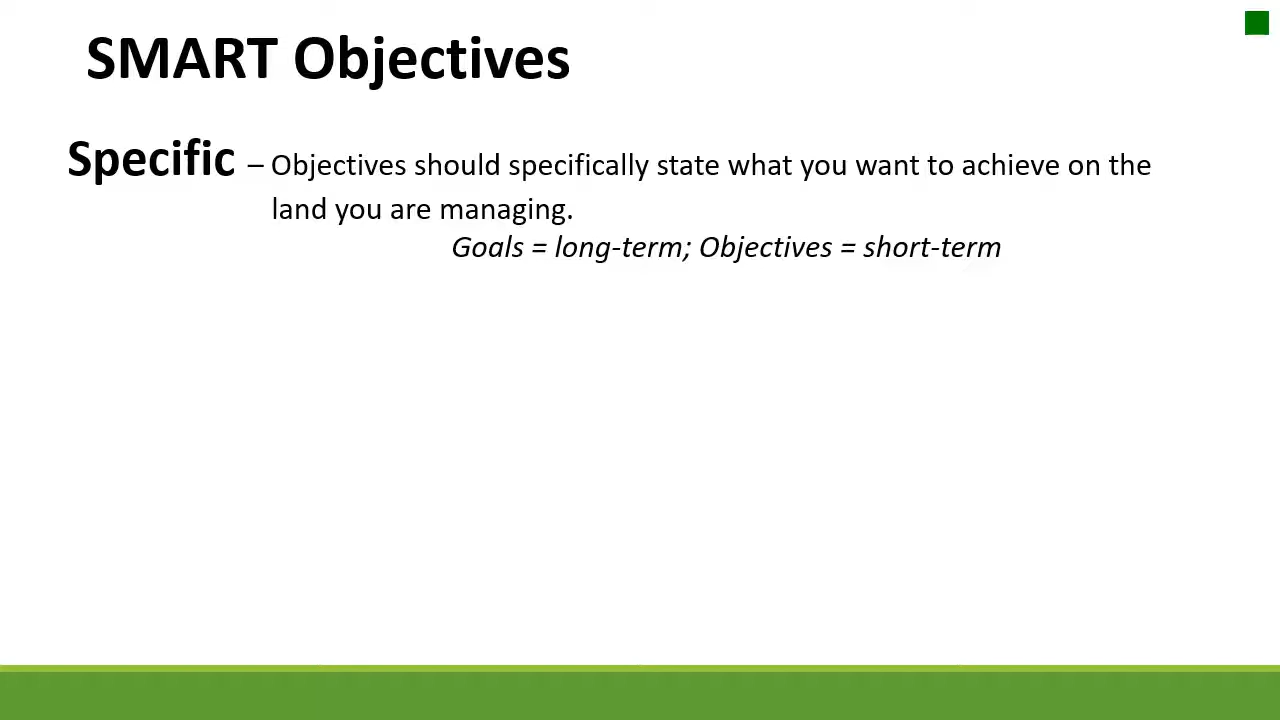 SMART Objectives
Specific – Objectives should specifically state what you want to achieve on the
land you are managing.
Goals = long-term; Objectives = short-term